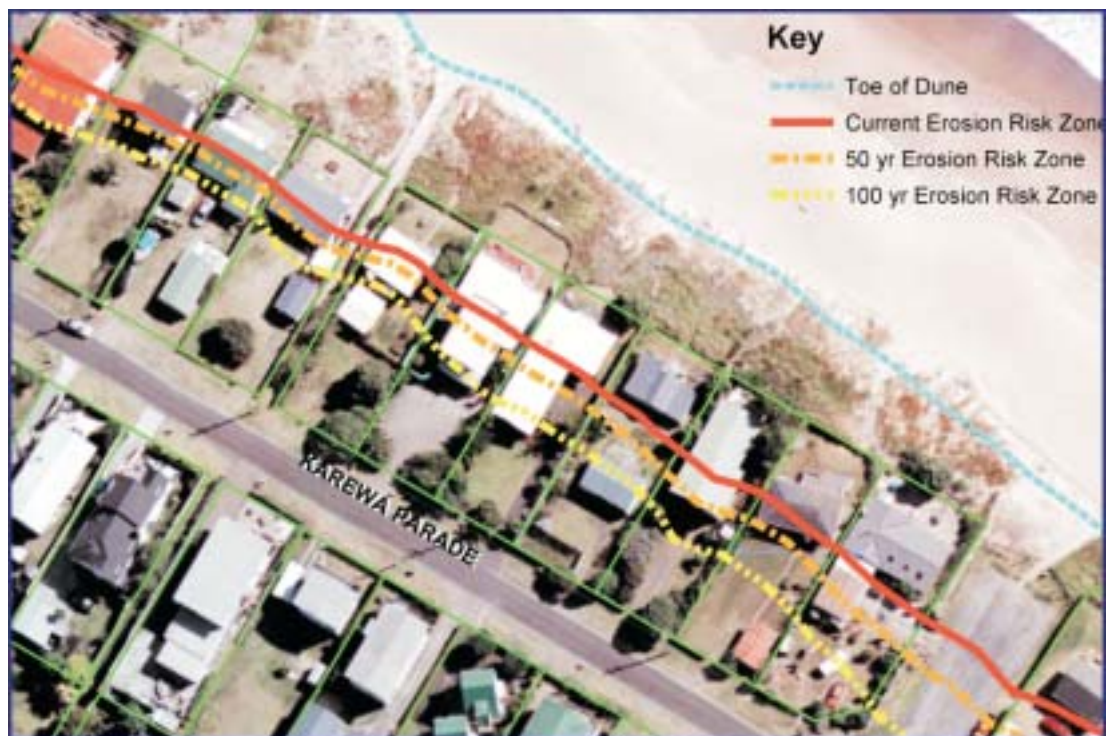 Key
Toe of Dune
Current Erosion Risk Zone
50 yr Erosion Risk Zone
100 yr Erosion Risk Zone
KAREWA PARADE